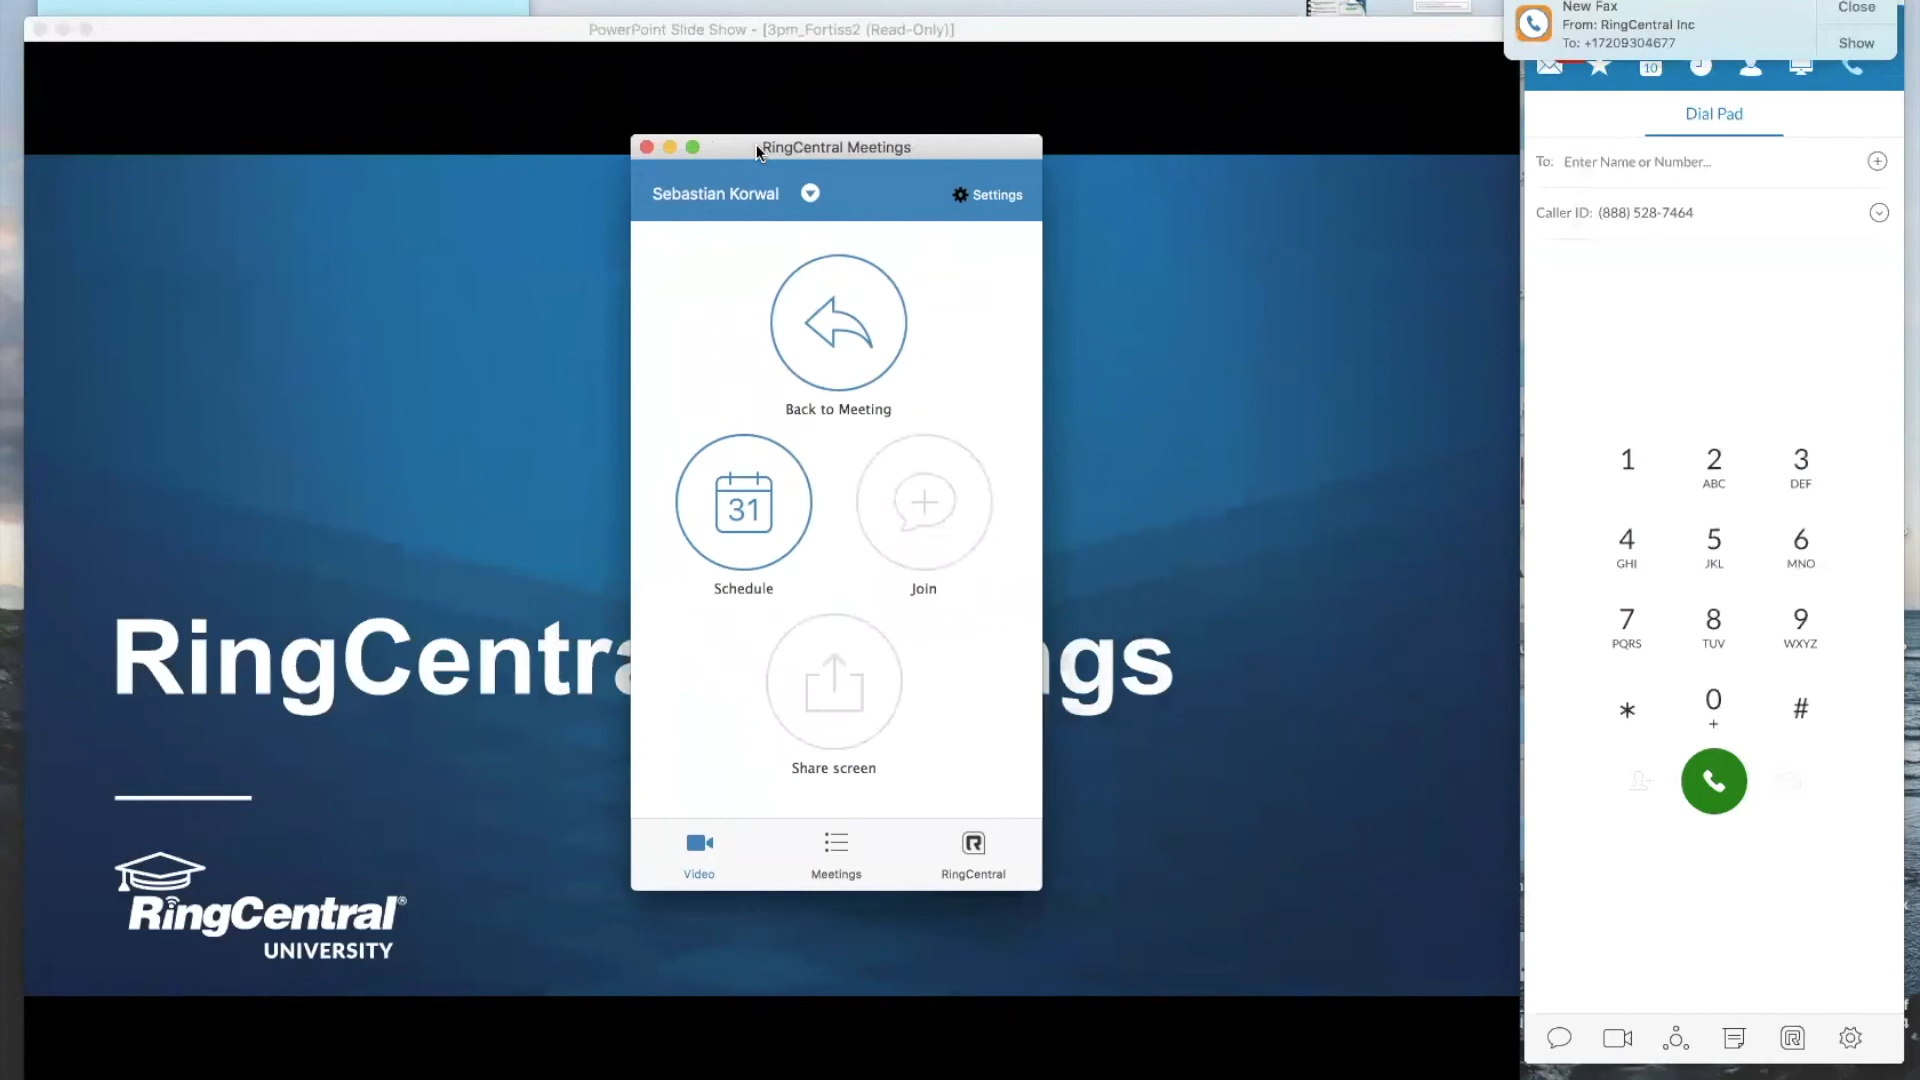 PowerPoint Slide Show - [3pm_Fortiss2 (Read-Only)]
New Fax
From: RingCentral Inc
To: +17209304677
Close
Show
10
Dial Pad
To: Enter Name or Number...
Caller ID: (888) 528-7464
1
2
ABC
3
DEF
4
GHI
5
JKL
6
MNO
7
PQRS
8
TUV
9
WXYZ
*
0
+
#
RingCentral Meetings
Sebastian Korwal
Settings
Back to Meeting
31
Schedule
Join
Share screen
Video
Meetings
RingCentral
RingCentra
ngs
RingCentral®
UNIVERSITY